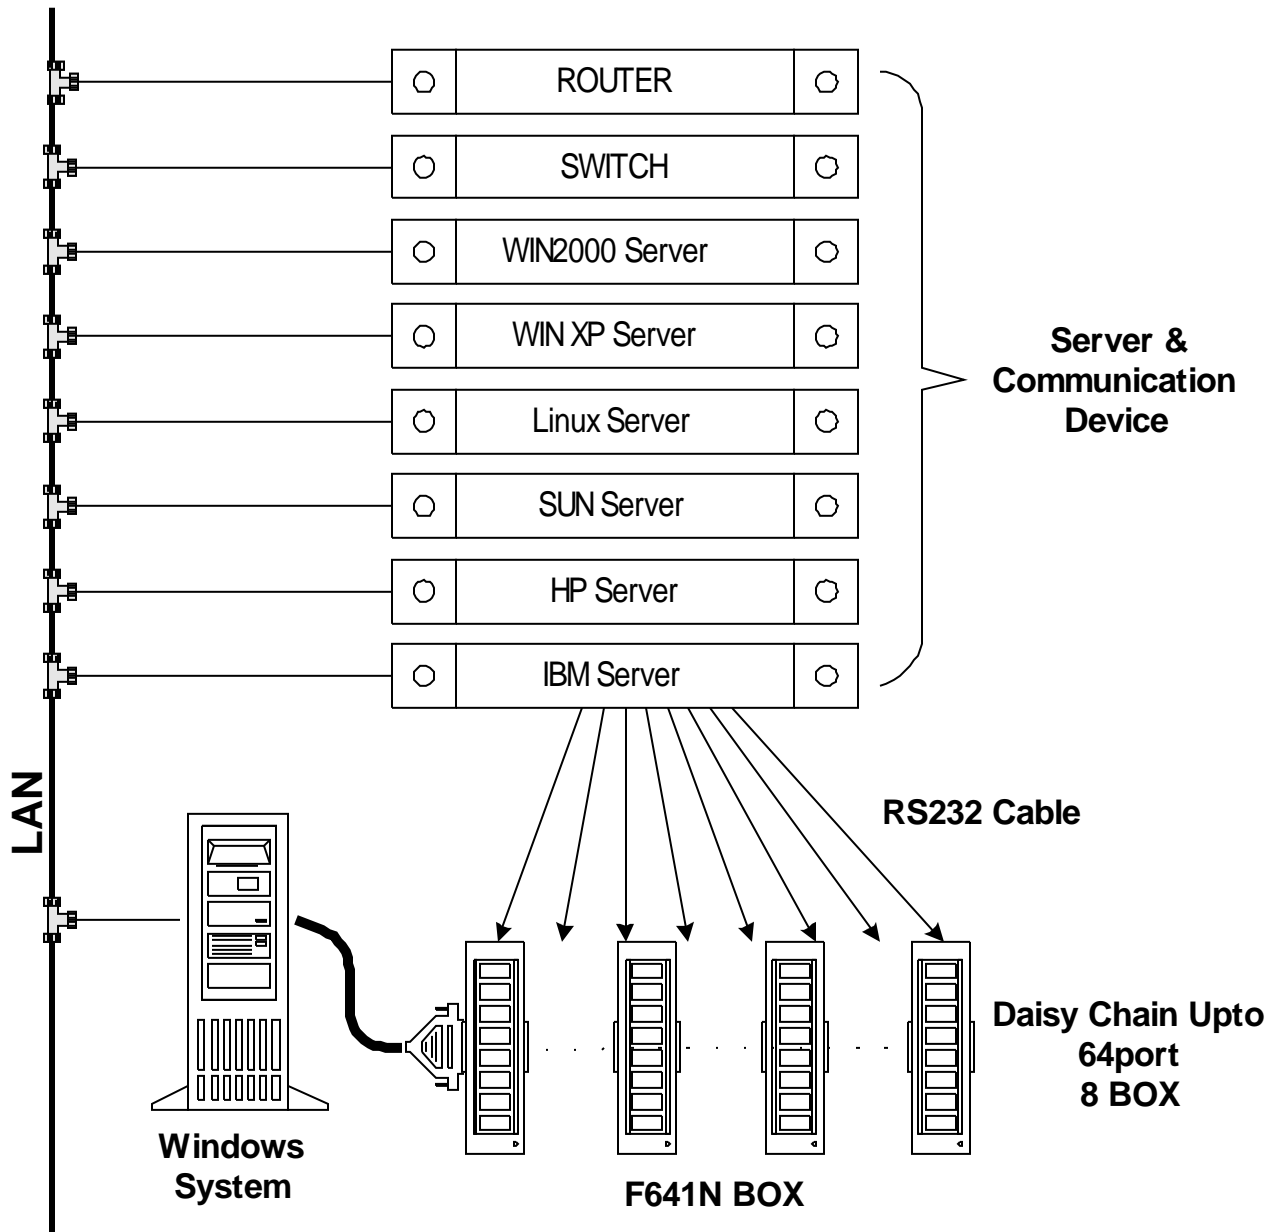 ROUTER
SWITCH
WIN2000 Server
WIN XP Server
Linux Server
SUN Server
HP Server
IBM Server
Server &
Communication
Device
LAN
RS232 Cable
Daisy Chain Upto
64port
8 BOX
Windows
System
F641N BOX